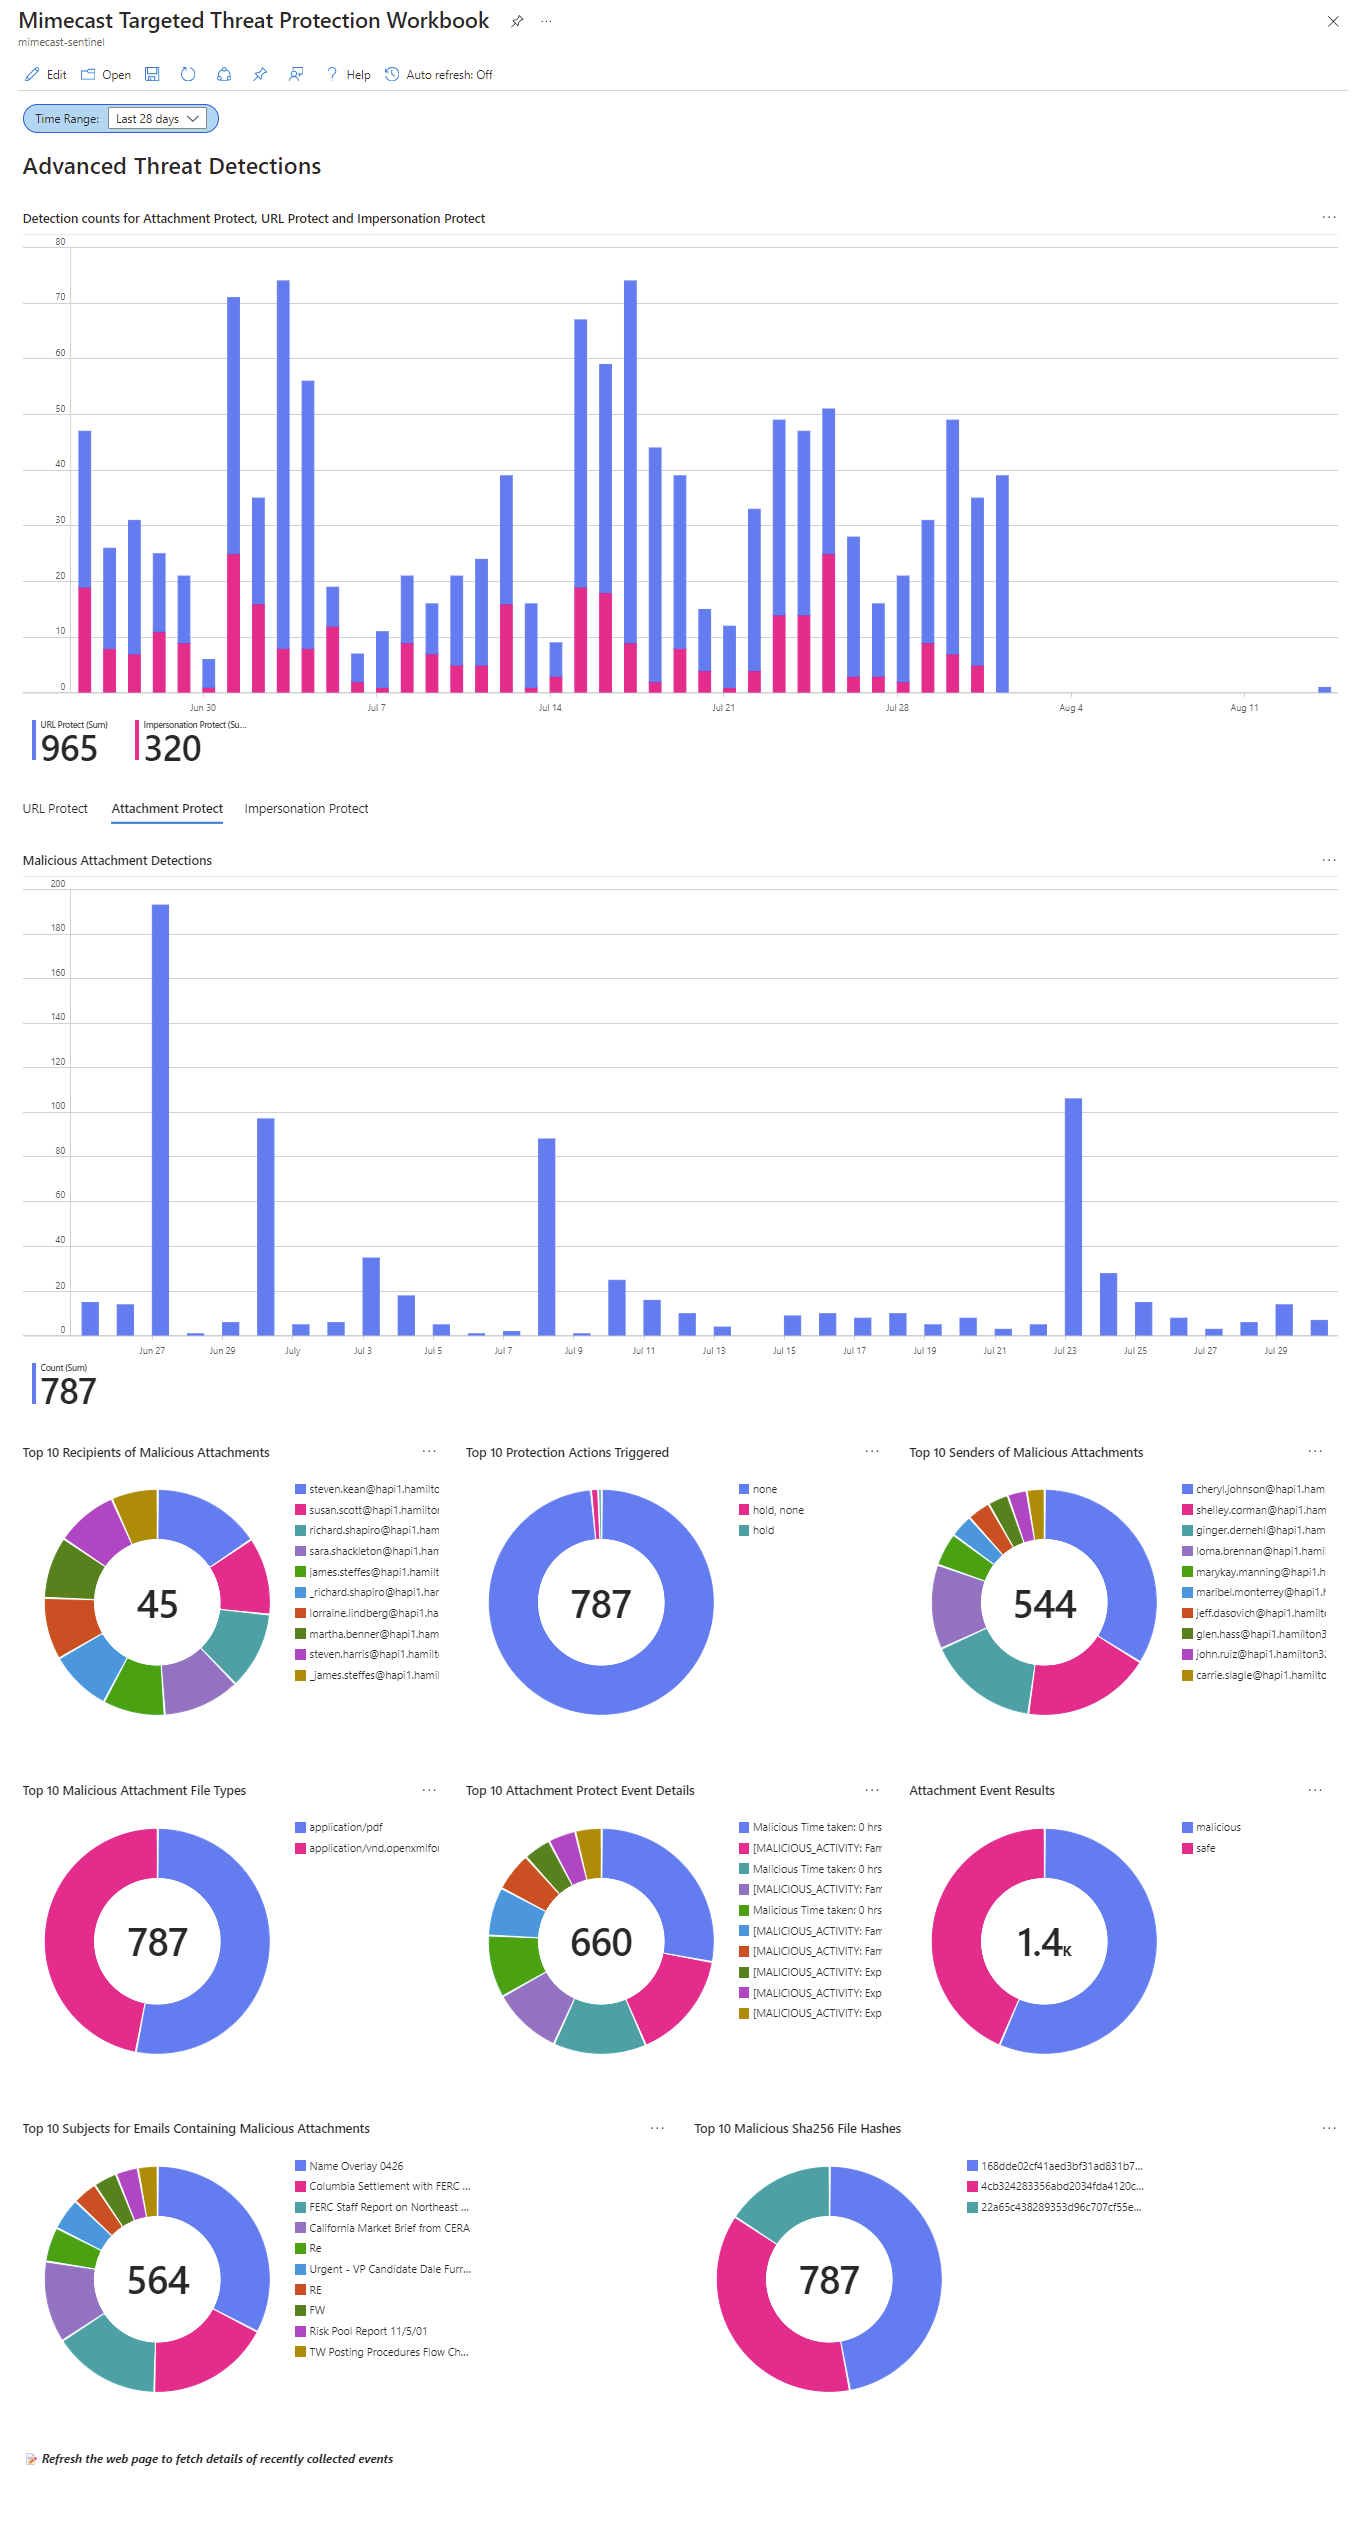 Mimecast Targeted Threat Protection Workbook
mimecast-sentinel
Edit Open Help Auto refresh: Off
Time Range: Last 28 days
Advanced Threat Detections
Detection counts for Attachment Protect, URL Protect and Impersonation Protect
80
70
60
50
40
30
20
10
0
Jun 30 Jul 7 Jul 14 Jul 21 Jul 28 Aug 4 Aug 11
URL Protect (Sum) Impersonation Protect (Su...
965 320
URL Protect Attachment Protect Impersonation Protect
Malicious Attachment Detections
200
180
160
140
120
100
80
60
40
20
0
Jun 27 Jun 29 July Jul 3 Jul 5 Jul 7 Jul 9 Jul 11 Jul 13 Jul 15 Jul 17 Jul 19 Jul 21 Jul 23 Jul 25 Jul 27 Jul 29
Count (Sum)
787
Top 10 Recipients of Malicious Attachments
45
steven.kean@hapi1.hamiltc
susan.scott@hapi1.hamilto
richard.shapiro@hapi1.ham
sara.shackleton@hapi1.ham
james.steffes@hapi1.hamilt
_richard.shapiro@hapi1.har
lorraine.lindberg@hapi1.ha
martha.benner@hapi1.ham
steven.harris@hapi1.hamilt
_james.steffes@hapi1.hamil
Top 10 Protection Actions Triggered
787
none
hold, none
hold
Top 10 Senders of Malicious Attachments
544
cheryl.johnson@hapi1.ham
shelley.corman@hapi1.ham
ginger.dernehl@hapi1.ham
lorna.brennan@hapi1.hami
marykay.manning@hapi1.h
maribel.monterrey@hapi1.h
jeff.dasovich@hapi1.hamilt
glen.hass@hapi1.hamilton3
john.ruiz@hapi1.hamilton3
carrie.slagle@hapi1.hamiltc
Top 10 Malicious Attachment File Types
787
application/pdf
application/vnd.openxmlfor
Top 10 Attachment Protect Event Details
660
Malicious Time taken: 0 hrs
[MALICIOUS_ACTIVITY: Fam
Malicious Time taken: 0 hrs
[MALICIOUS_ACTIVITY: Fam
Malicious Time taken: 0 hrs
[MALICIOUS_ACTIVITY: Fam
[MALICIOUS_ACTIVITY: Fam
[MALICIOUS_ACTIVITY: Exp
[MALICIOUS_ACTIVITY: Exp
[MALICIOUS_ACTIVITY: Exp
Attachment Event Results
1.4K
malicious
safe
Top 10 Subjects for Emails Containing Malicious Attachments
564
Name Overlay 0426
Columbia Settlement with FERC ...
FERC Staff Report on Northeast ...
California Market Brief from CERA
Re
Urgent - VP Candidate Dale Furr...
RE
FW
Risk Pool Report 11/5/01
TW Posting Procedures Flow Ch...
Top 10 Malicious Sha256 File Hashes
787
168dde02cf41aed3bf31ad831b7...
4cb324283356abd2034fda4120c...
22a65c438289353d96c707cf55e...
Refresh the web page to fetch details of recently collected events